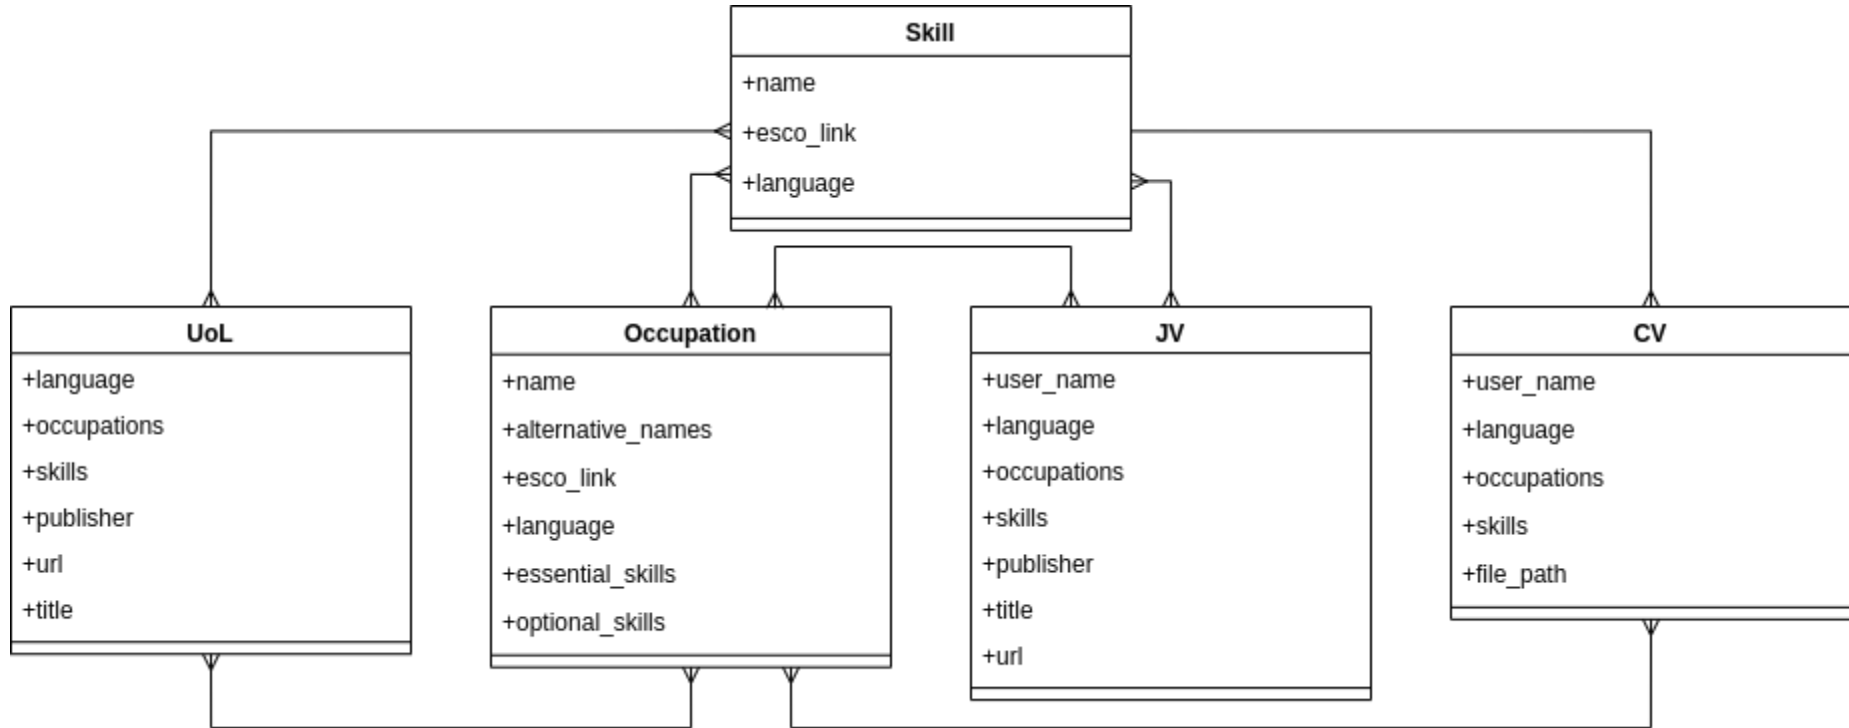 Skill
+name
+esco_link
+language
UoL
+language
+occupations
+skills
+publisher
+url
+title
Occupation
+name
+alternative_names
+esco_link
+language
+essential_skills
+optional_skills
JV
+user_name
+language
+occupations
+skills
+publisher
+title
+url
CV
+user_name
+language
+occupations
+skills
+file_path